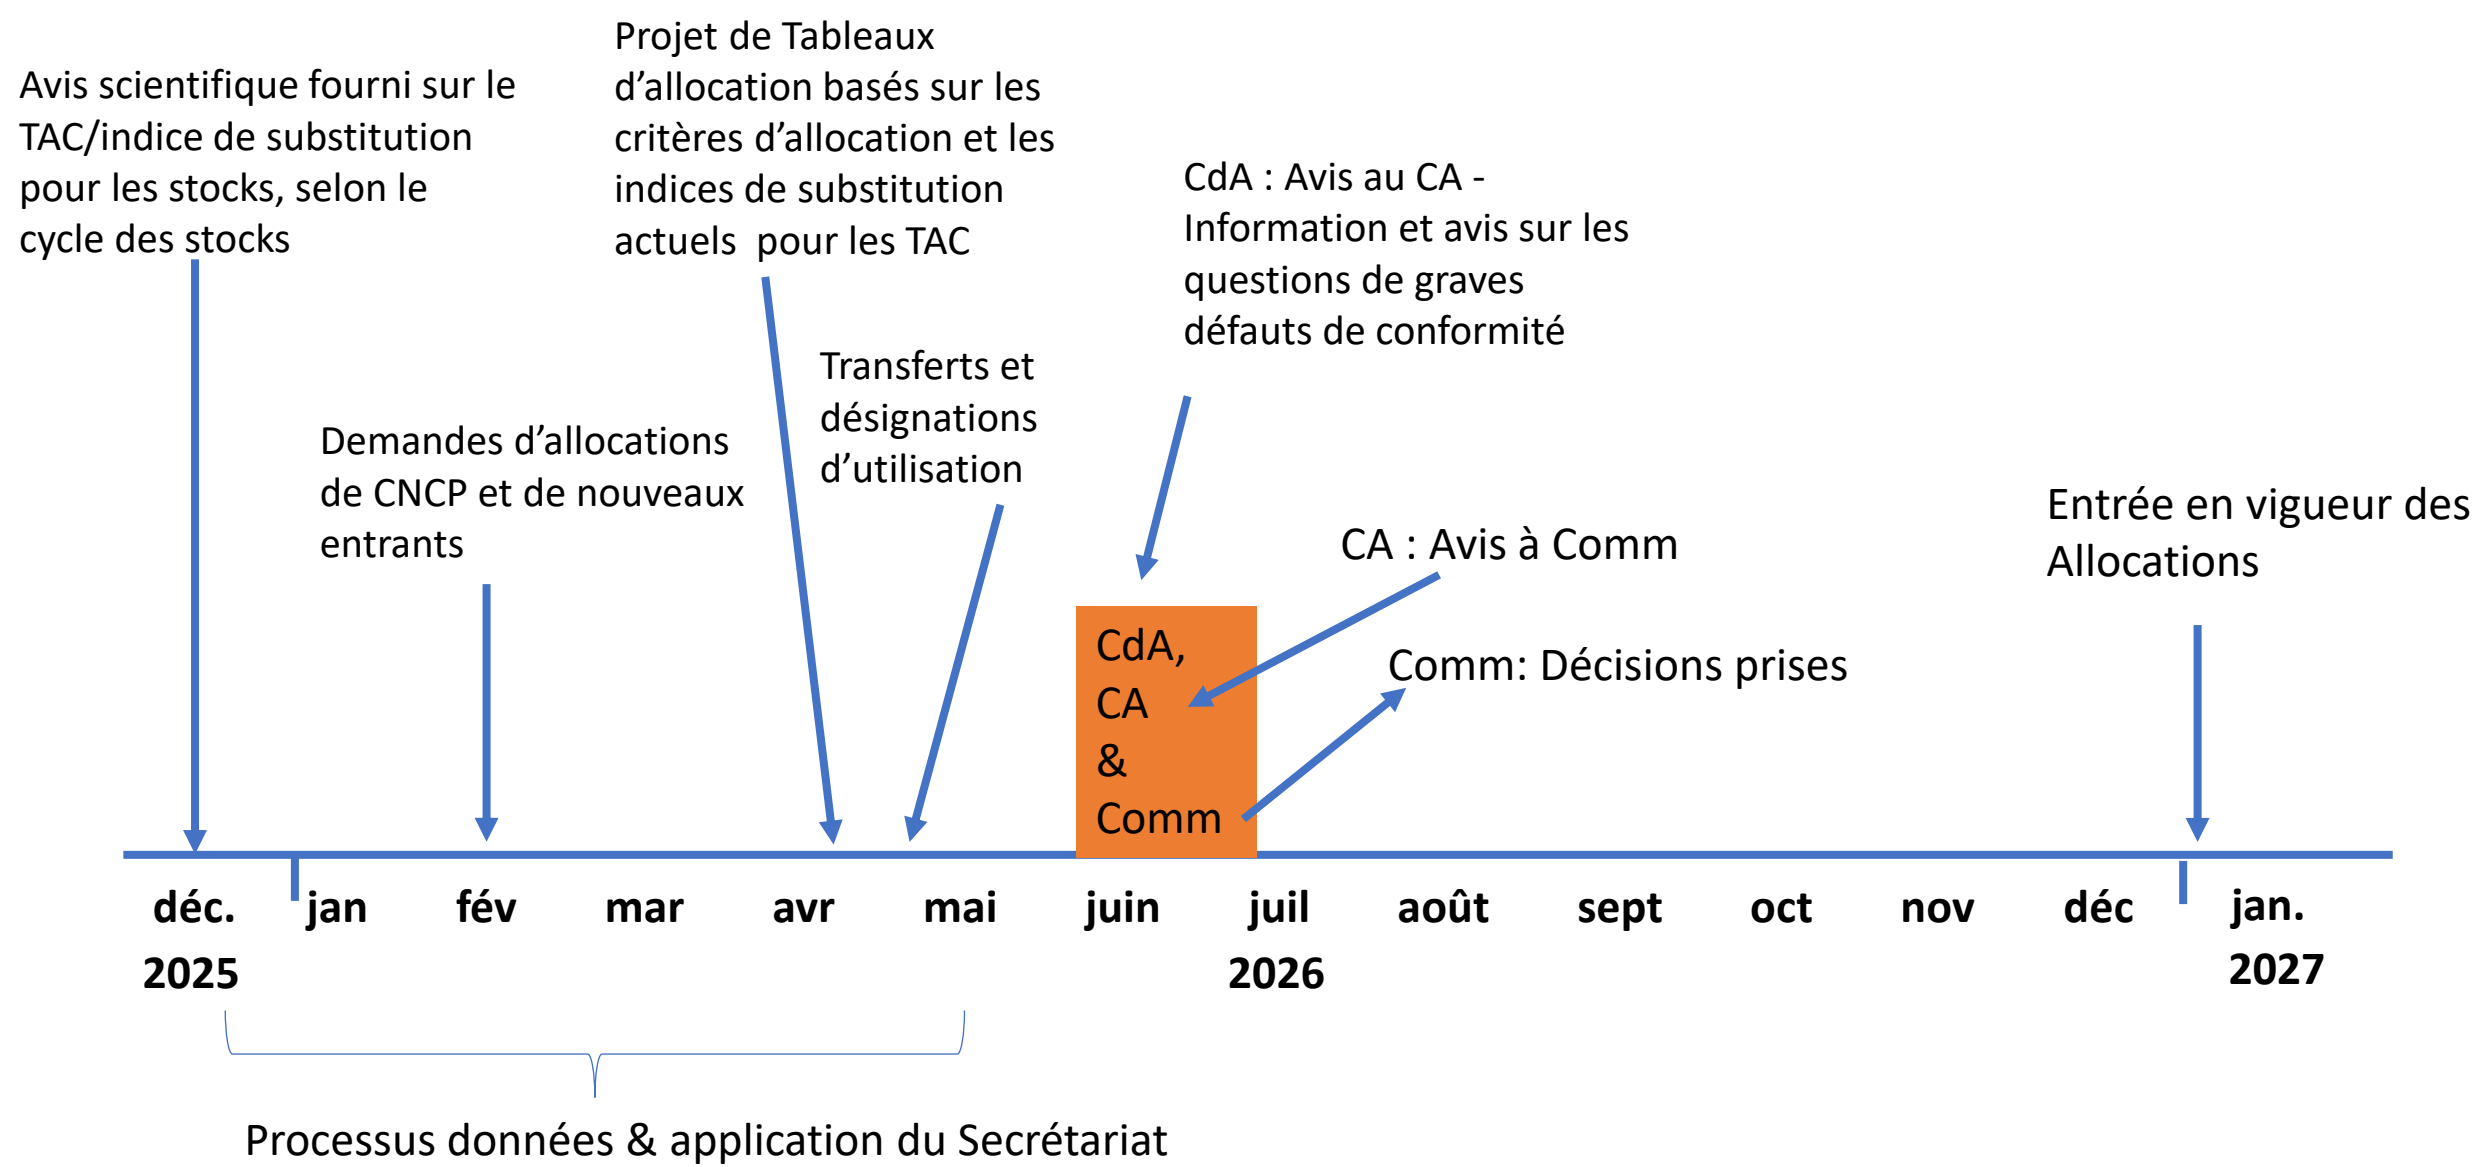 Avis scientifique fourni sur le
TAC/indice de substitution
pour les stocks, selon le
cycle des stocks
Projet de Tableaux
d’allocation basés sur les
critères d’allocation et les
indices de substitution
actuels  pour les TAC
CdA : Avis au CA -
Information et avis sur les
questions de graves
défauts de conformité
Transferts et
désignations
d’utilisation
Demandes d’allocations
de CNCP et de nouveaux
entrants
CA : Avis à Comm
Entrée en vigueur des
Allocations
Comm: Décisions prises
CdA,
CA
&
Comm
déc. jan fév mar avr mai juin juil août sept oct nov déc jan.
2025 2026 2027
Processus données & application du Secrétariat